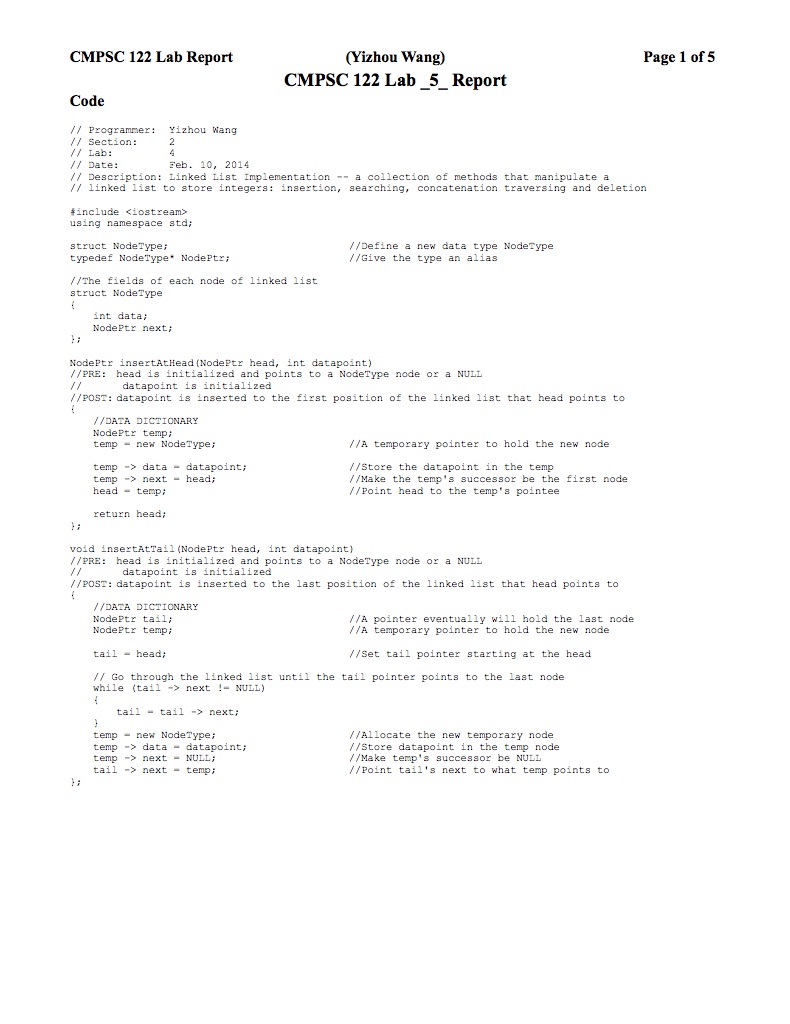 CMPSC 122 Lab Report (Yizhou Wang) Page 1 of 5
CMPSC 122 Lab _5_ Report
Code
// Programmer: Yizhou Wang
// Section: 2
// Lab: 4
// Date: Feb. 10, 2014
// Description: Linked List Implementation -- a collection of methods that manipulate a
// linked list to store integers: insertion, searching, concatenation traversing and deletion
#include <iostream>
using namespace std;
struct NodeType; //Define a new data type NodeType
typedef NodeType* NodePtr; //Give the type an alias
//The fields of each node of linked list
struct NodeType
{
int data;
NodePtr next;
};
NodePtr insertAtHead(NodePtr head, int datapoint)
//PRE: head is initialized and points to a NodeType node or a NULL
// datapoint is initialized
//POST: datapoint is inserted to the first position of the linked list that head points to
{
//DATA DICTIONARY
NodePtr temp;
temp = new NodeType; //A temporary pointer to hold the new node
temp -> data = datapoint; //Store the datapoint in the temp
temp -> next = head; //Make the temp's successor be the first node
head = temp; //Point head to the temp's pointee
return head;
};
void insertAtTail(NodePtr head, int datapoint)
//PRE: head is initialized and points to a NodeType node or a NULL
// datapoint is initialized
//POST: datapoint is inserted to the last position of the linked list that head points to
{
//DATA DICTIONARY
NodePtr tail; //A pointer eventually will hold the last node
NodePtr temp; //A temporary pointer to hold the new node
tail = head; //Set tail pointer starting at the head
// Go through the linked list until the tail pointer points to the last node
while (tail -> next != NULL)
{
tail = tail -> next;
}
temp = new NodeType; //Allocate the new temporary node
temp -> data = datapoint; //Store datapoint in the temp node
temp -> next = NULL; //Make temp's successor be NULL
tail -> next = temp; //Point tail's next to what temp points to
};